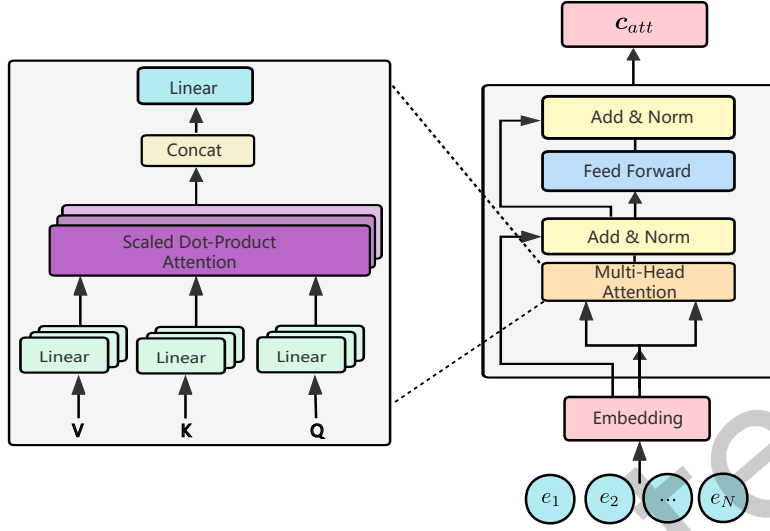 Linear
Concat
Scaled Dot-Product
Attention
Linear
Linear
Linear
V
K
Q
c_att
Add & Norm
Feed Forward
Add & Norm
Multi-Head
Attention
Embedding
e_1
e_2
...
e_N